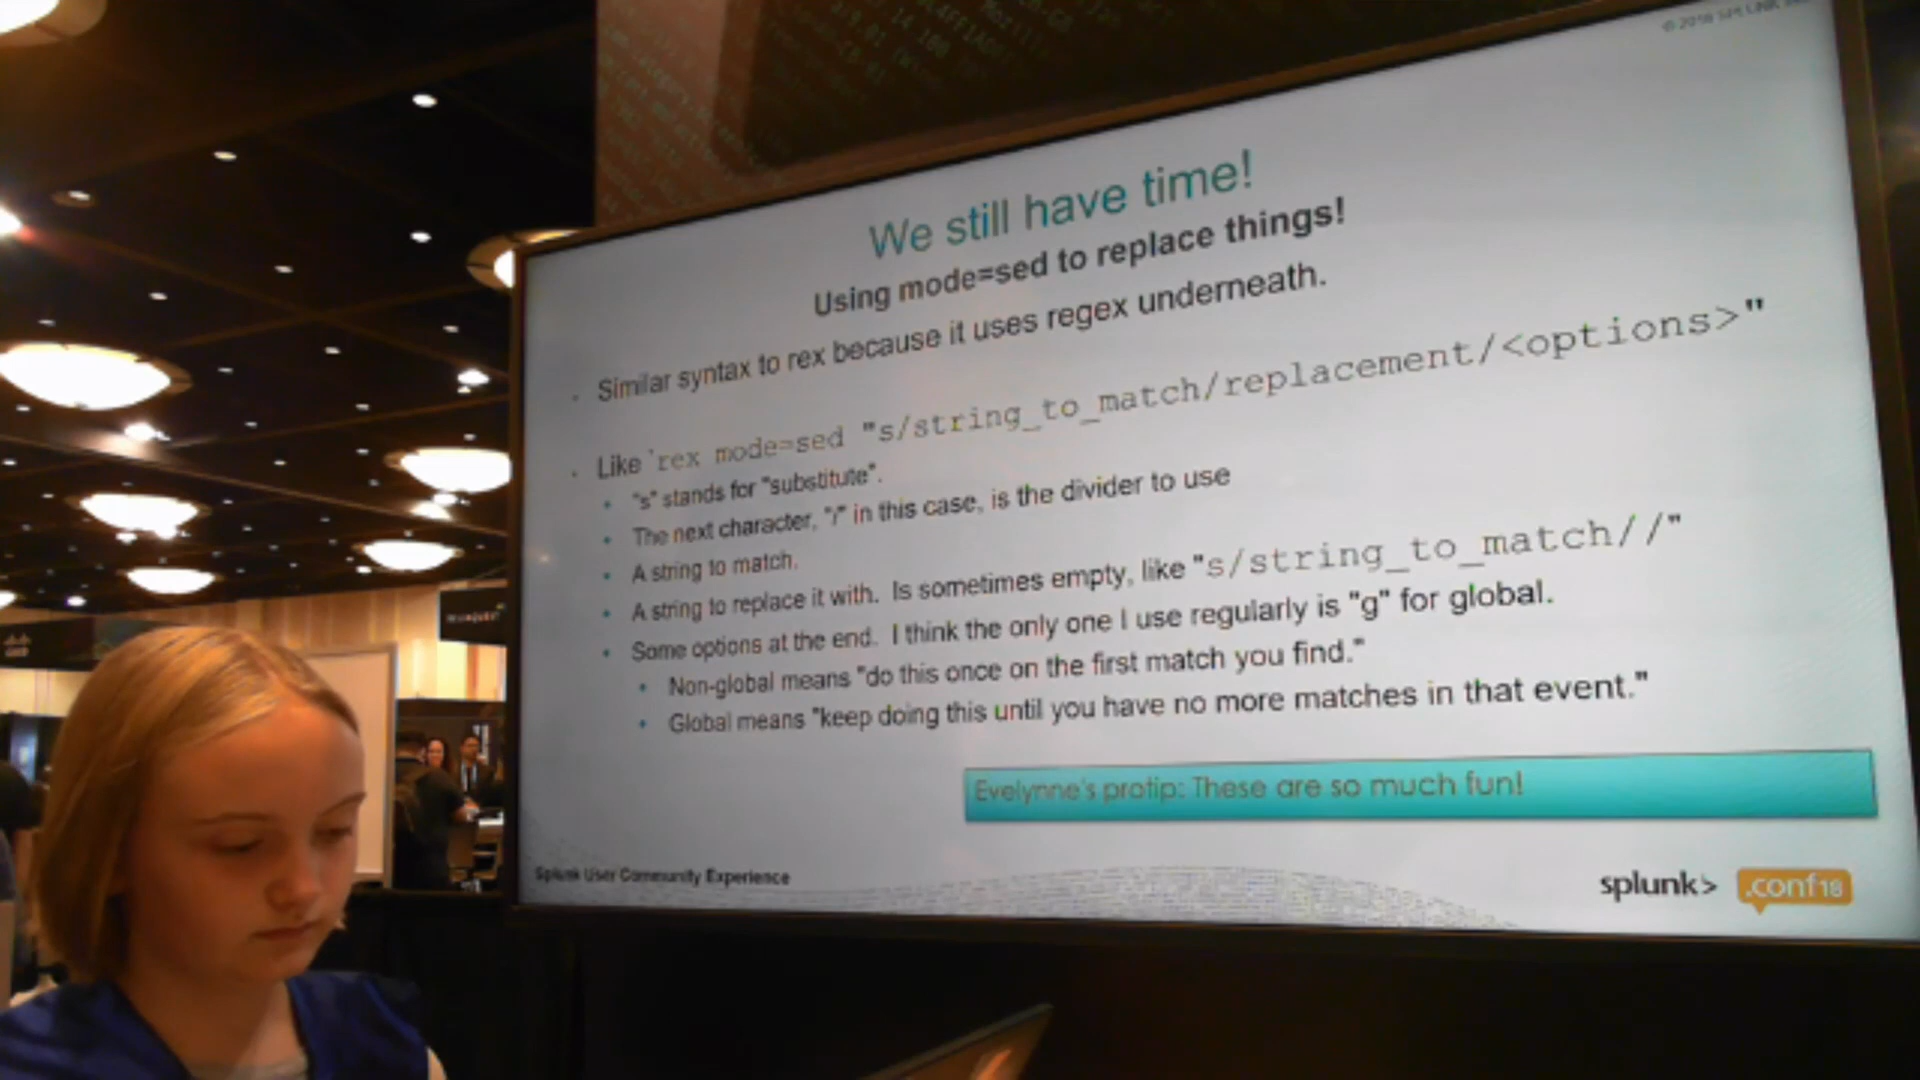 © 2018 SPLUNK INC.
We still have time!
Using mode=sed to replace things!
Similar syntax to rex because it uses regex underneath.
Like 'rex mode=sed "s/string_to_match/replacement/<options>"
"s" stands for "substitute".
The next character, "/" in this case, is the divider to use
A string to match.
A string to replace it with. Is sometimes empty, like "s/string_to_match//"
Some options at the end. I think the only one I use regularly is "g" for global.
Non-global means "do this once on the first match you find."
Global means "keep doing this until you have no more matches in that event."
Evelynne's protip: These are so much fun!
Splunk User Community Experience
splunk> .conf18